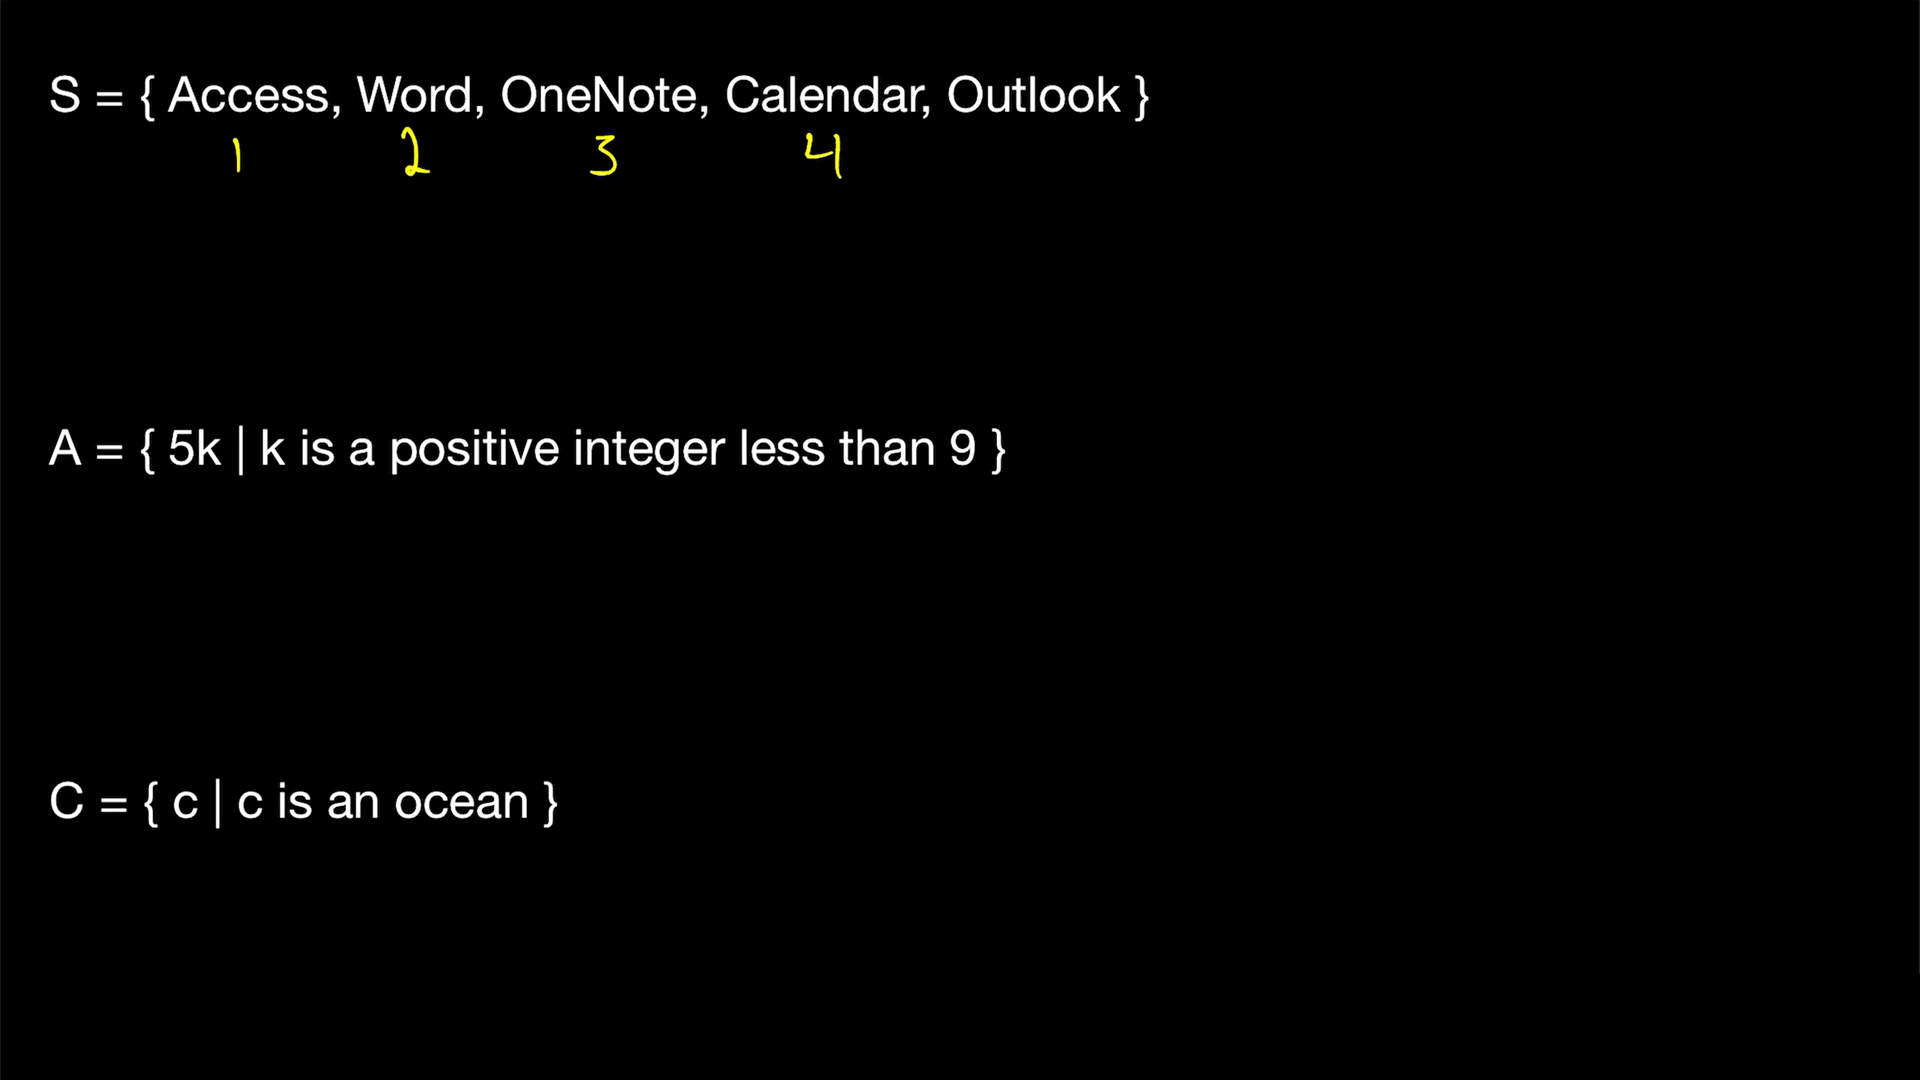 S = { Access, Word, OneNote, Calendar, Outlook }
1 2 3 4
A = { 5k | k is a positive integer less than 9 }
C = { c | c is an ocean }